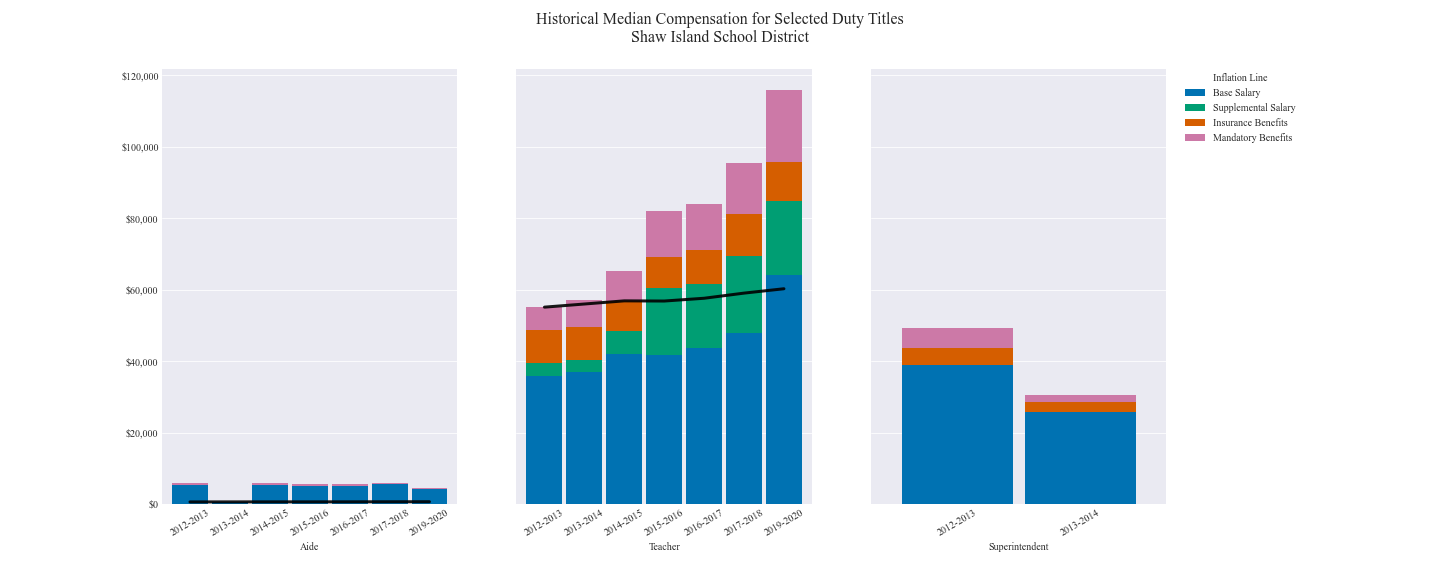 Historical Median Compensation for Selected Duty Titles
Shaw Island School District
$120,000
$100,000
$80,000
$60,000
$40,000
$20,000
$0
Inflation Line
Base Salary
Supplemental Salary
Insurance Benefits
Mandatory Benefits
2012-2013
2013-2014
2014-2015
2015-2016
2016-2017
2017-2018
2019-2020
Aide
2012-2013
2013-2014
2014-2015
2015-2016
2016-2017
2017-2018
2019-2020
Teacher
2012-2013
2013-2014
Superintendent